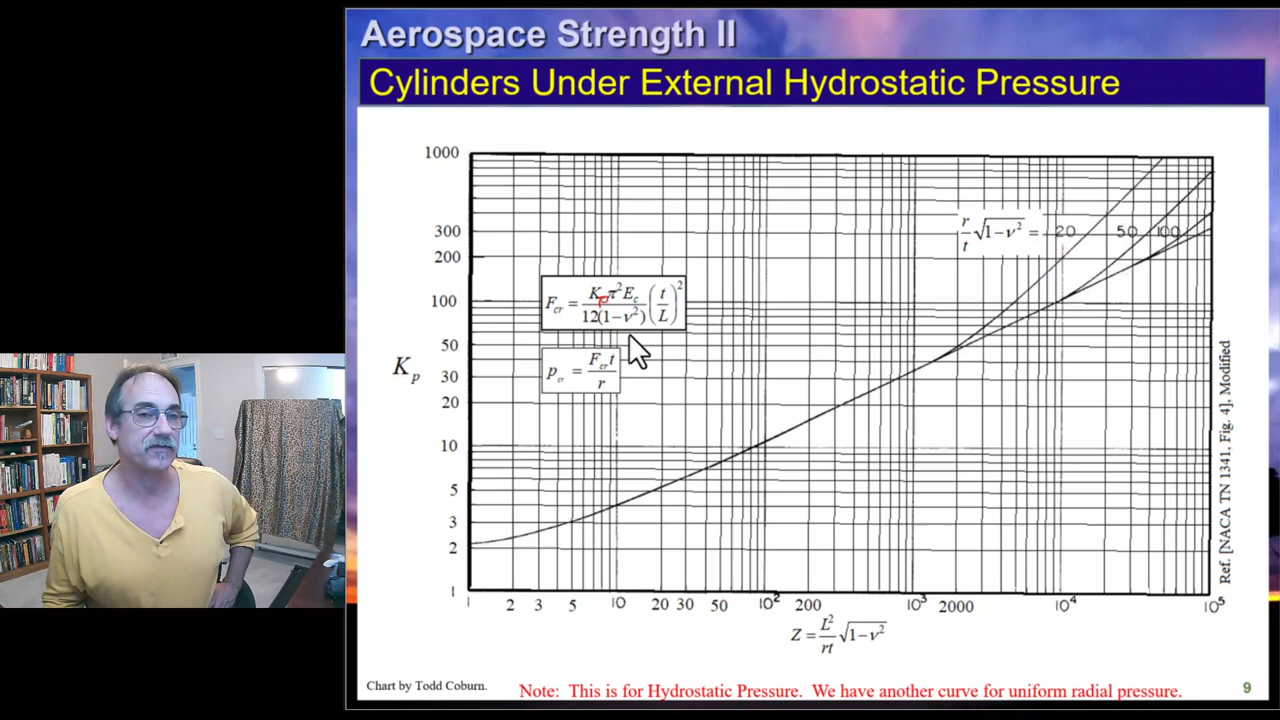 Aerospace Strength II
Cylinders Under External Hydrostatic Pressure
1000
300
200
100
50
30
20
10
5
3
2
1
K_p
r/t √(1−ν²) = 20 50 100
F_cr = K_p π² E_c / 12(1−ν²) (t/L)²
p_cr = F_cr t / r
1 2 3 5 10 20 30 50 10² 200 10³ 2000 10⁴ 10⁵
Z = L²/rt √(1−ν²)
Ref. [NACA TN 1341, Fig. 4], Modified
Chart by Todd Coburn.
Note: This is for Hydrostatic Pressure. We have another curve for uniform radial pressure.
9